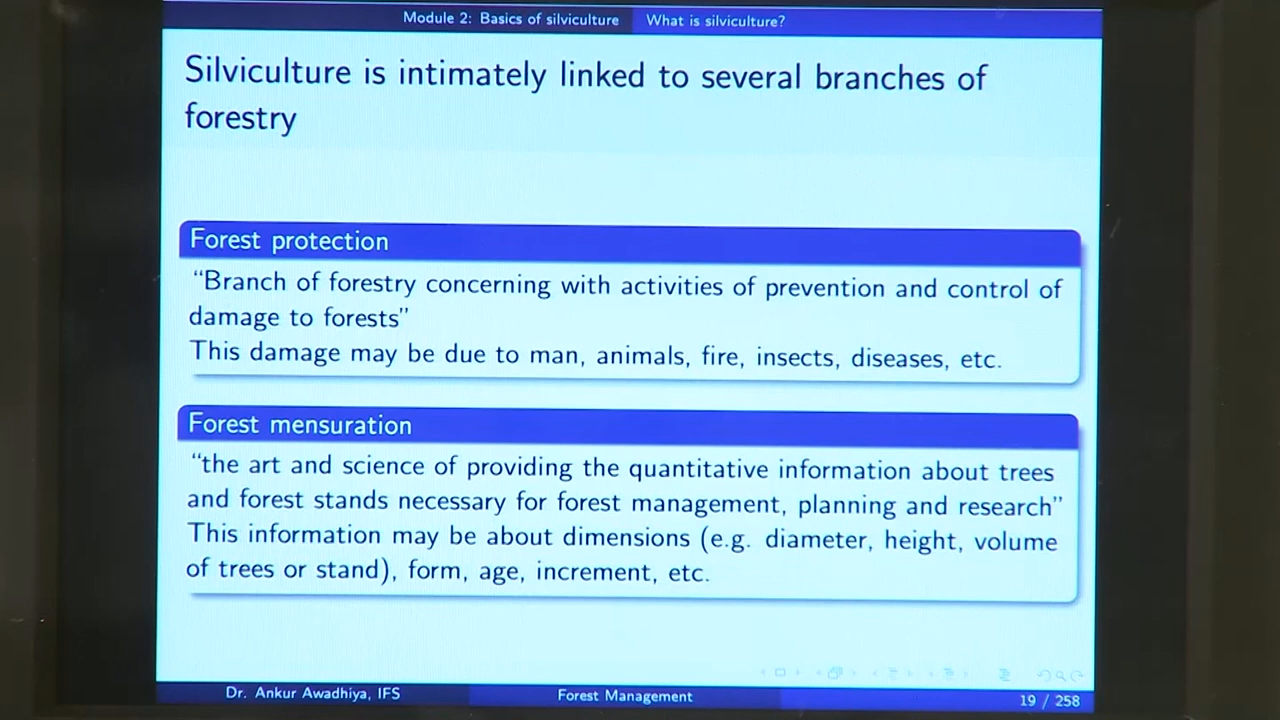 Module 2: Basics of silviculture What is silviculture?
Silviculture is intimately linked to several branches of
forestry
Forest protection
“Branch of forestry concerning with activities of prevention and control of
damage to forests”
This damage may be due to man, animals, fire, insects, diseases, etc.
Forest mensuration
“the art and science of providing the quantitative information about trees
and forest stands necessary for forest management, planning and research”
This information may be about dimensions (e.g. diameter, height, volume
of trees or stand), form, age, increment, etc.
Dr. Ankur Awadhiya, IFS Forest Management 19 / 258